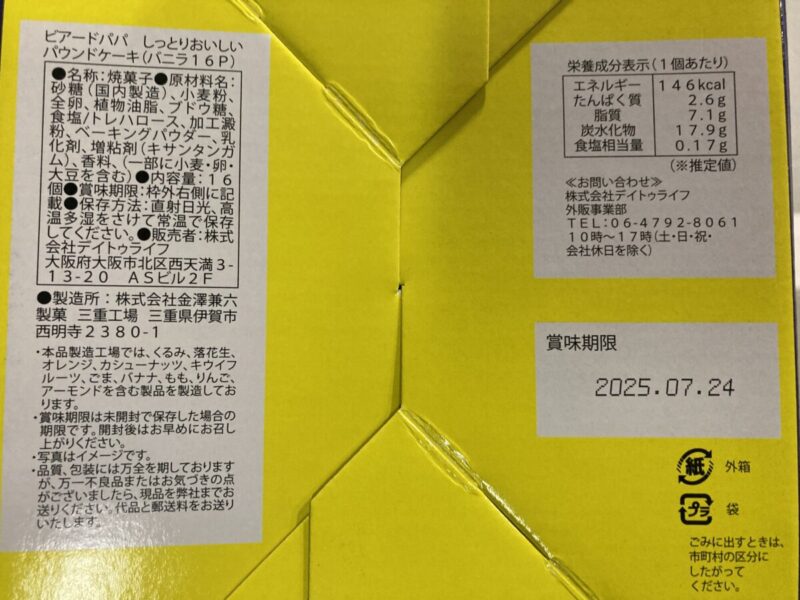 ビアードパパ しっとりおいしい
パウンドケーキ(バニラ16P)
●名称:焼菓子●原材料名:
砂糖(国内製造)、小麦粉、
全卵、植物油脂、ブドウ糖、
食塩/トレハロース、加工澱
粉、ベーキングパウダー、乳
化剤、増粘剤(キサンタンガ
ム)、香料、(一部に小麦・卵・
大豆を含む)●内容量:16
個●賞味期限:枠外右側に記
載●保存方法:直射日光、高
温多湿をさけて常温で保存
してください。●販売者:株式
会社デイトゥライフ
大阪府大阪市北区西天満3-
13-20 ASビル2F
●製造所:株式会社金澤兼六
製菓 三重工場 三重県伊賀市
西明寺2380-1
・本品製造工場では、くるみ、落花生、
オレンジ、カシューナッツ、キウイフ
ルーツ、ごま、バナナ、もも、りんご、
アーモンドを含む製品を製造してお
ります。
・賞味期限は未開封で保存した場合の
期限です。開封後はお早めにお召し
上がりください。
・写真はイメージです。
・品質、包装には万全を期しております
が、万一不良品またはお気づきの点
がございましたら、現品を弊社までお
送りください。代品と郵送料をお送り
いたします。
栄養成分表示(1個あたり)
エネルギー 146kcal
たんぱく質 2.6g
脂質 7.1g
炭水化物 17.9g
食塩相当量 0.17g
(※推定値)
≪お問い合わせ≫
株式会社デイトゥライフ
外販事業部
TEL:06-4792-8061
10時〜17時(土・日・祝・
会社休日を除く)
賞味期限
2025.07.24
紙 外箱
プラ 袋
ごみに出すときは、
市町村の区分に
したがって
ください。